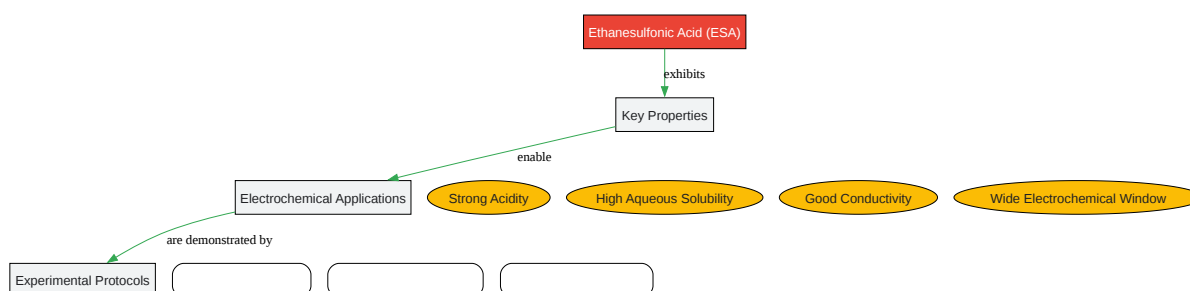 Ethanesulfonic Acid (ESA)
exhibits
Key Properties
enable
Electrochemical Applications
Strong Acidity
High Aqueous Solubility
Good Conductivity
Wide Electrochemical Window
are demonstrated by
Experimental Protocols